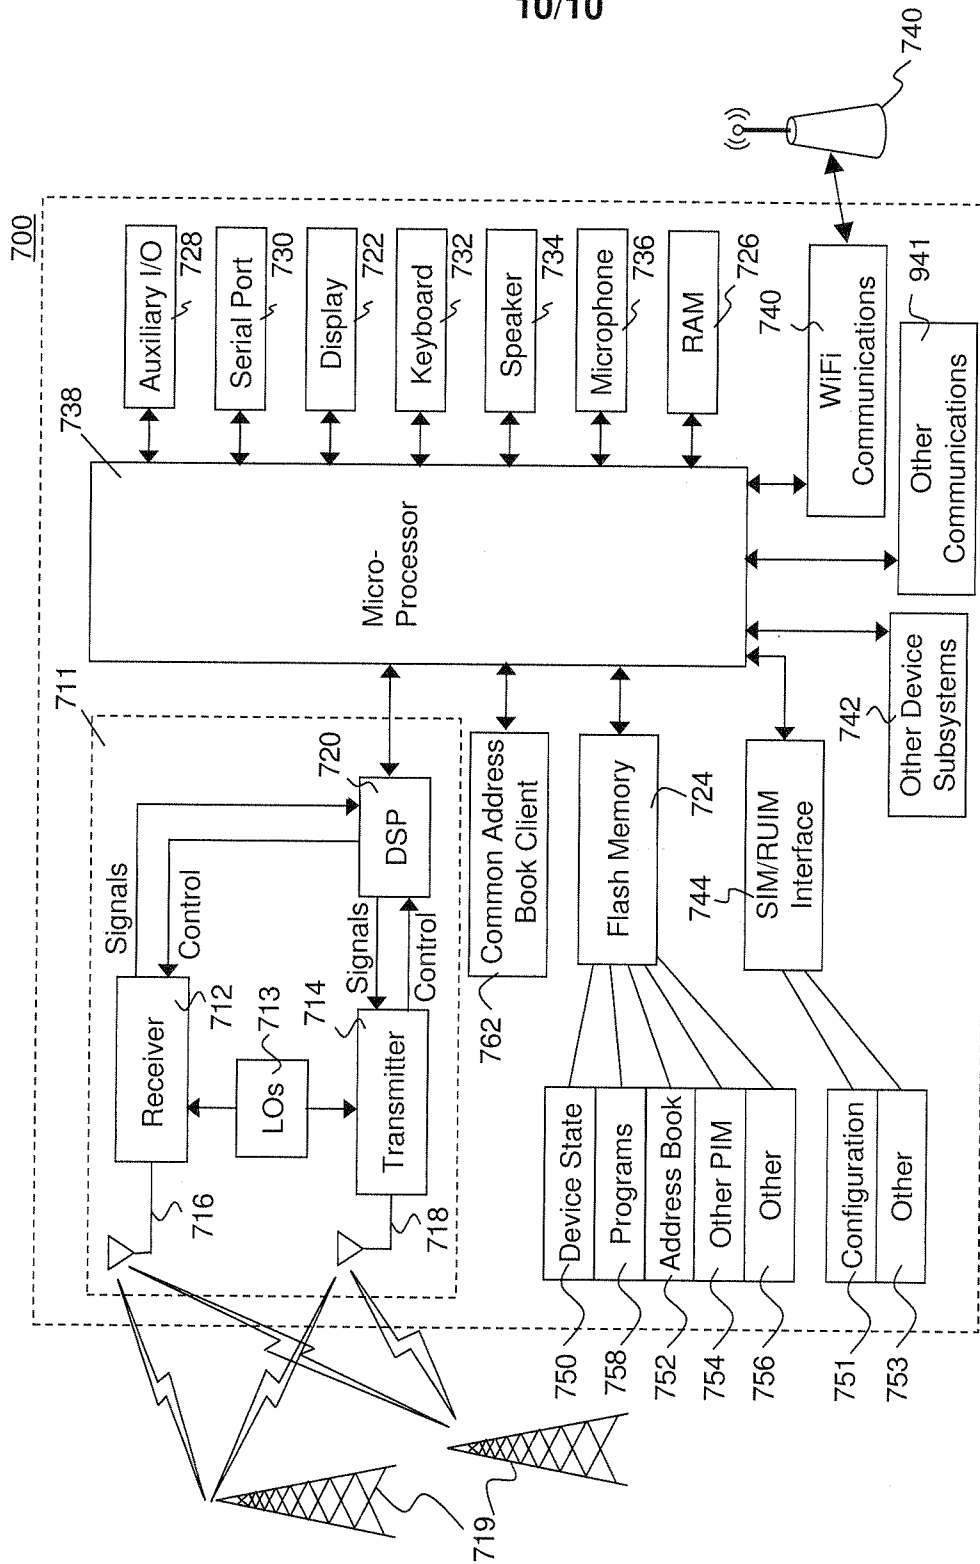 10/10
700
711
738
Receiver
712
Signals
Control
LOs
713
Transmitter
714
Signals
Control
DSP
720
716
718
719
Micro-
Processor
Auxiliary I/O
728
Serial Port
730
Display
722
Keyboard
732
Speaker
734
Microphone
736
RAM
726
Common Address
Book Client
762
Flash Memory
724
Device State
Programs
Address Book
Other PIM
Other
750
758
752
754
756
SIM/RUIM
Interface
744
Configuration
Other
751
753
Other Device
Subsystems
742
WiFi
Communications
740
740
Other
Communications
941